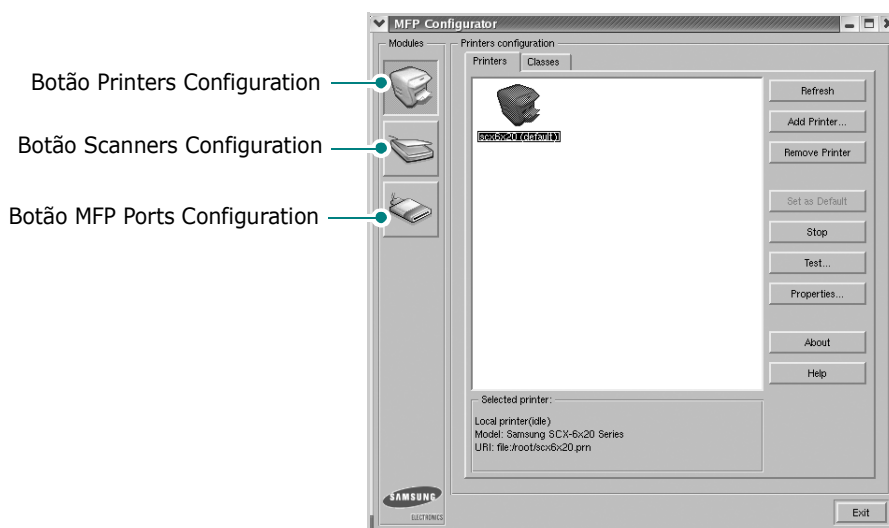 MFP Configurator
Modules
Printers configuration
Printers
Classes
Botão Printers Configuration
Botão Scanners Configuration
Botão MFP Ports Configuration
scx6x20 (default)
Refresh
Add Printer...
Remove Printer
Set as Default
Stop
Test...
Properties...
About
Help
Selected printer:
Local printer(idle)
Model: Samsung SCX-6x20 Series
URI: file:/root/scx6x20.prn
SAMSUNG
ELECTRONICS
Exit